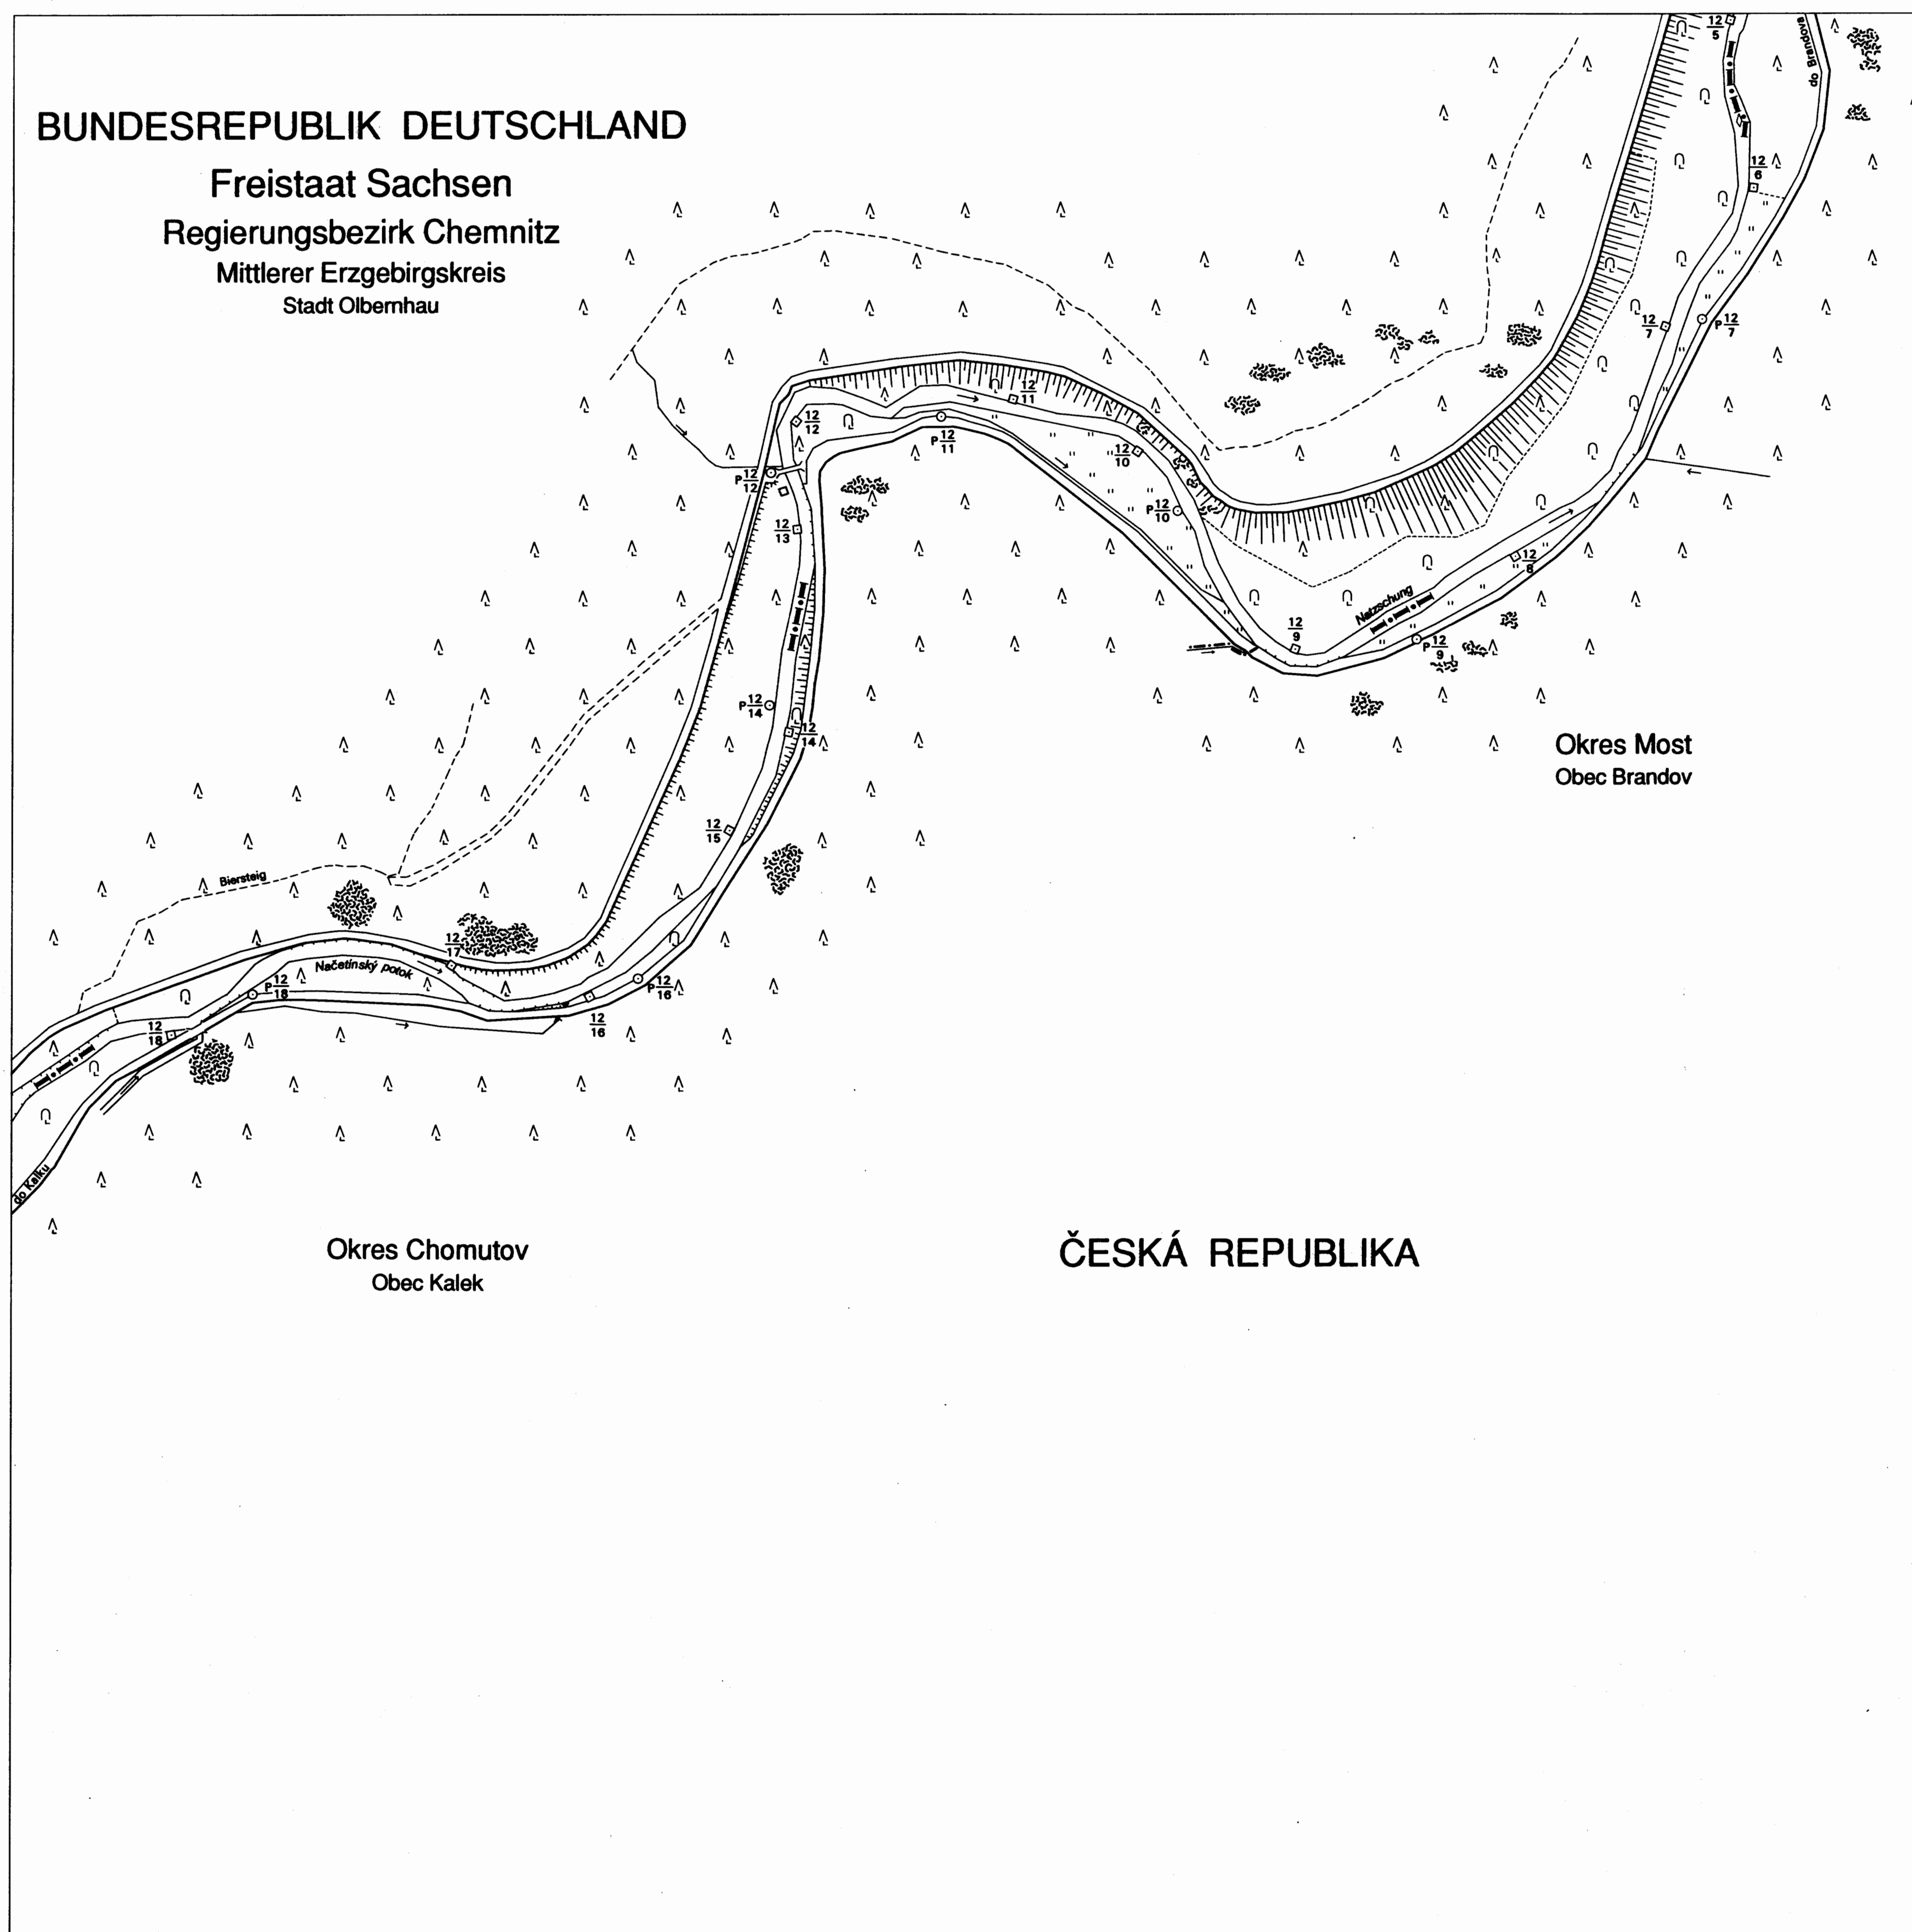 BUNDESREPUBLIK DEUTSCHLAND
Freistaat Sachsen
Regierungsbezirk Chemnitz
Mittlerer Erzgebirgskreis
Stadt Olbernhau
12
5
do Brandova
12
6
12
7
P 12
7
12
11
12
12
P 12
11
12
10
P 12
12
P 12
10
12
13
12
8
Natzschung
12
9
P 12
9
P 12
14
12
14
Okres Most
Obec Brandov
12
15
Biersteig
12
17
Načetínský potok
P 12
18
P 12
16
12
16
12
18
do Kalku
Okres Chomutov
Obec Kalek
ČESKÁ REPUBLIKA